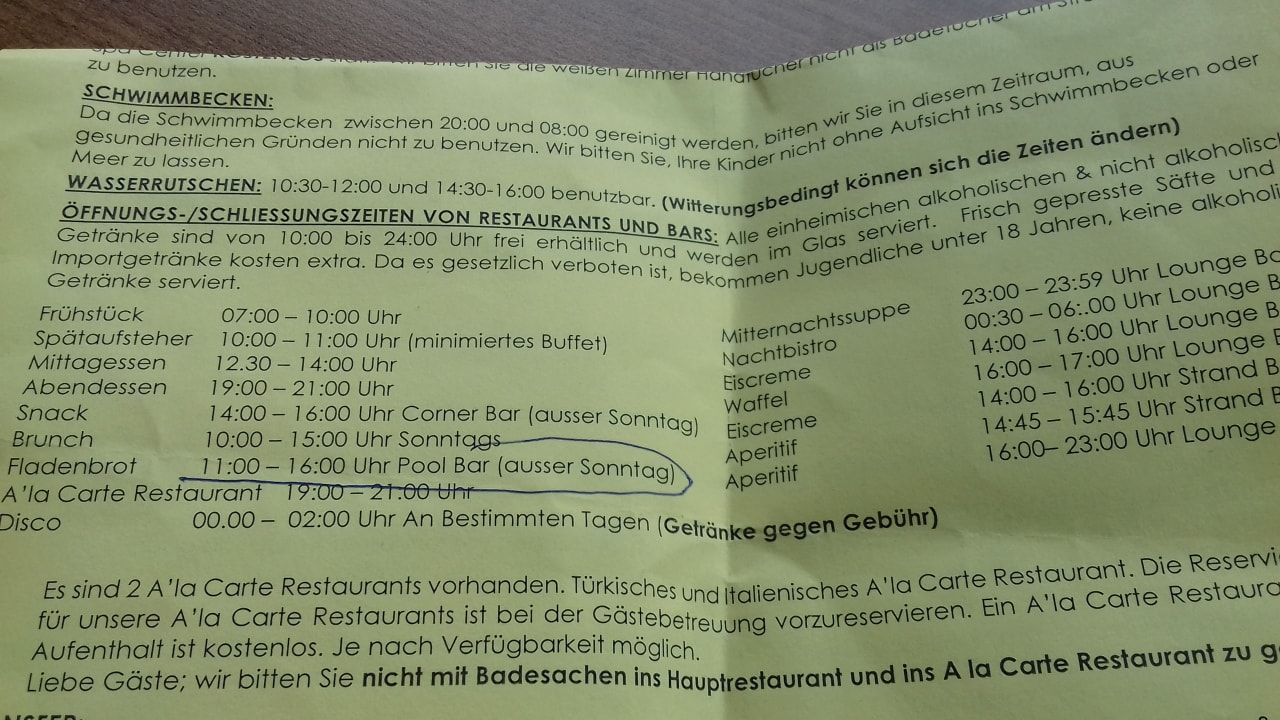 zu benutzen.
SCHWIMMBECKEN:
Da die Schwimmbecken zwischen 20:00 und 08:00 gereinigt werden, bitten wir Sie in diesem Zeitraum, aus
gesundheitlichen Gründen nicht zu benutzen. Wir bitten Sie, Ihre Kinder nicht ohne Aufsicht ins Schwimmbecken oder
Meer zu lassen.
WASSERRUTSCHEN: 10:30-12:00 und 14:30-16:00 benutzbar. (Witterungsbedingt können sich die Zeiten ändern)
ÖFFNUNGS-/SCHLIESSUNGSZEITEN VON RESTAURANTS UND BARS: Alle einheimischen alkoholischen & nicht
Getränke sind von 10:00 bis 24:00 Uhr frei erhältlich und werden im Glas serviert. Frisch gepresste Säfte und
Importgetränke kosten extra. Da es gesetzlich verboten ist, bekommen Jugendliche unter 18 Jahren, keine
Getränke serviert.
Frühstück 07:00 – 10:00 Uhr
Spätaufsteher 10:00 – 11:00 Uhr (minimiertes Buffet)
Mittagessen 12.30 – 14:00 Uhr
Abendessen 19:00 – 21:00 Uhr
Snack 14:00 – 16:00 Uhr Corner Bar (ausser Sonntag)
Brunch 10:00 – 15:00 Uhr Sonntags
Fladenbrot 11:00 – 16:00 Uhr Pool Bar (ausser Sonntag)
A'la Carte Restaurant 19:00 – 21:00 Uhr
Disco 00.00 – 02:00 Uhr An Bestimmten Tagen (Getränke gegen Gebühr)
Mitternachtssuppe 23:00 – 23:59 Uhr Lounge
Nachtbistro 00:30 – 06:.00 Uhr Lounge
Eiscreme 14:00 – 16:00 Uhr Lounge
Waffel 16:00 – 17:00 Uhr Lounge
Eiscreme 14:00 – 16:00 Uhr Strand
Aperitif 14:45 – 15:45 Uhr Strand
Aperitif 16:00– 23:00 Uhr Lounge
Es sind 2 A'la Carte Restaurants vorhanden. Türkisches und Italienisches A'la Carte Restaurant. Die
für unsere A'la Carte Restaurants ist bei der Gästebetreuung vorzureservieren. Ein A'la Carte
Aufenthalt ist kostenlos. Je nach Verfügbarkeit möglich.
Liebe Gäste; wir bitten Sie nicht mit Badesachen ins Hauptrestaurant und ins A la Carte Restaurant zu